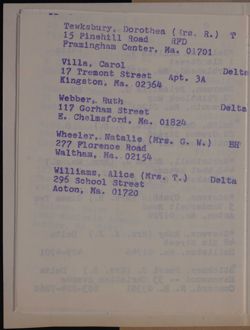 Tewksbury, Dorothea (Mrs. R.) T
15 Pinehill Road RFD
Framingham Center, Ma. 01701
Villa, Carol Delta
17 Tremont Street Apt. 3A
Kingston, Ma. 02364
Webber, Ruth Delta
117 Gorham Street
E. Chelmsford, Ma. 01824
Wheeler, Natalie (Mrs. G. W.) BH
277 Florence Road
Waltham, Ma. 02154
Williams, Alice (Mrs. T.) Delta
296 School Street
Acton, Ma. 01720